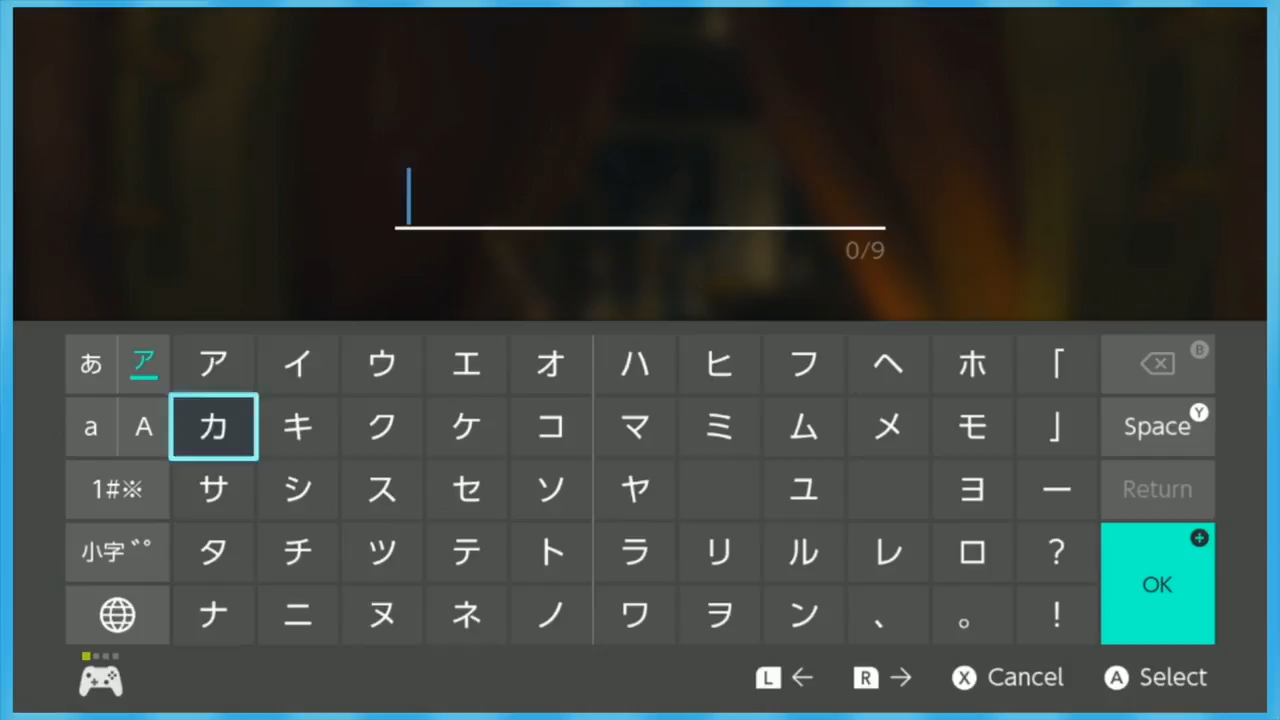 0/9
あ ア ア イ ウ エ オ ハ ヒ フ ヘ ホ 「 B
a A カ キ ク ケ コ マ ミ ム メ モ 」 Space Y
1#※ サ シ ス セ ソ ヤ ユ ヨ ー Return
小字 ゛゜ タ チ ツ テ ト ラ リ ル レ ロ ? + OK
ナ ニ ヌ ネ ノ ワ ヲ ン 、 。 !
L ← R → X Cancel A Select